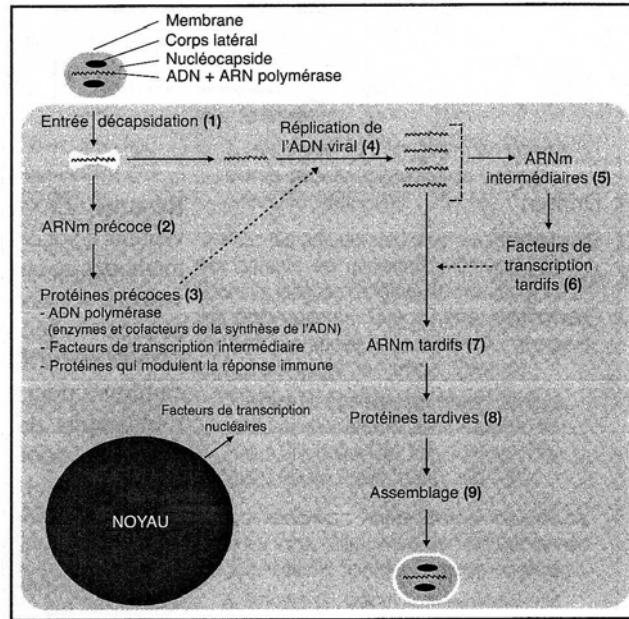 Membrane
Corps latéral
Nucléocapside
ADN + ARN polymérase
Entrée décapsidation (1)
Réplication de
l'ADN viral (4)
ARNm
intermédiaires (5)
ARNm précoce (2)
Facteurs de
transcription
tardifs (6)
Protéines précoces (3)
- ADN polymérase
(enzymes et cofacteurs de la synthèse de l'ADN)
- Facteurs de transcription intermédiaire
- Protéines qui modulent la réponse immune
ARNm tardifs (7)
Facteurs de transcription
nucléaires
Protéines tardives (8)
NOYAU
Assemblage (9)